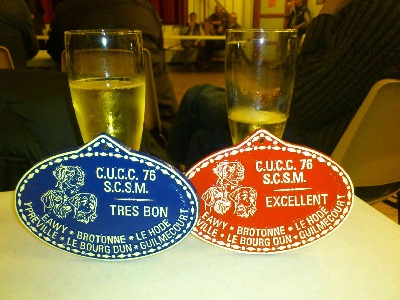 C.U.C.C. 76
S.C.S.M.
TRES BON
EAWY • BROTONNE • LE HODE
YPREVILLE • LE BOURG DUN • GUILMECOURT
C.U.C.C. 76
S.C.S.M.
EXCELLENT
EAWY • BROTONNE • LE HODE
VILLE • LE BOURG DUN • GUILMECOURT